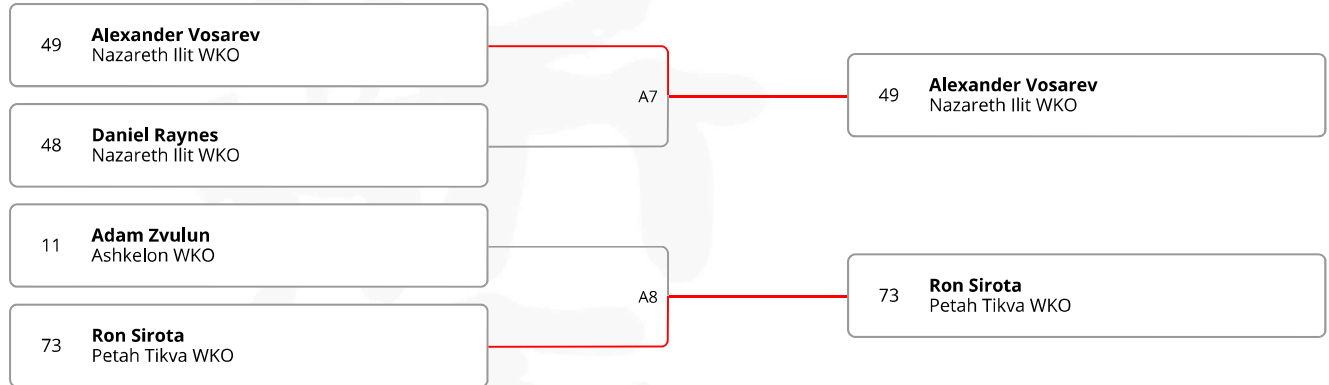 49
Alexander Vosarev
Nazareth Ilit WKO
48
Daniel Raynes
Nazareth Ilit WKO
A7
49
Alexander Vosarev
Nazareth Ilit WKO
11
Adam Zvulun
Ashkelon WKO
73
Ron Sirota
Petah Tikva WKO
A8
73
Ron Sirota
Petah Tikva WKO